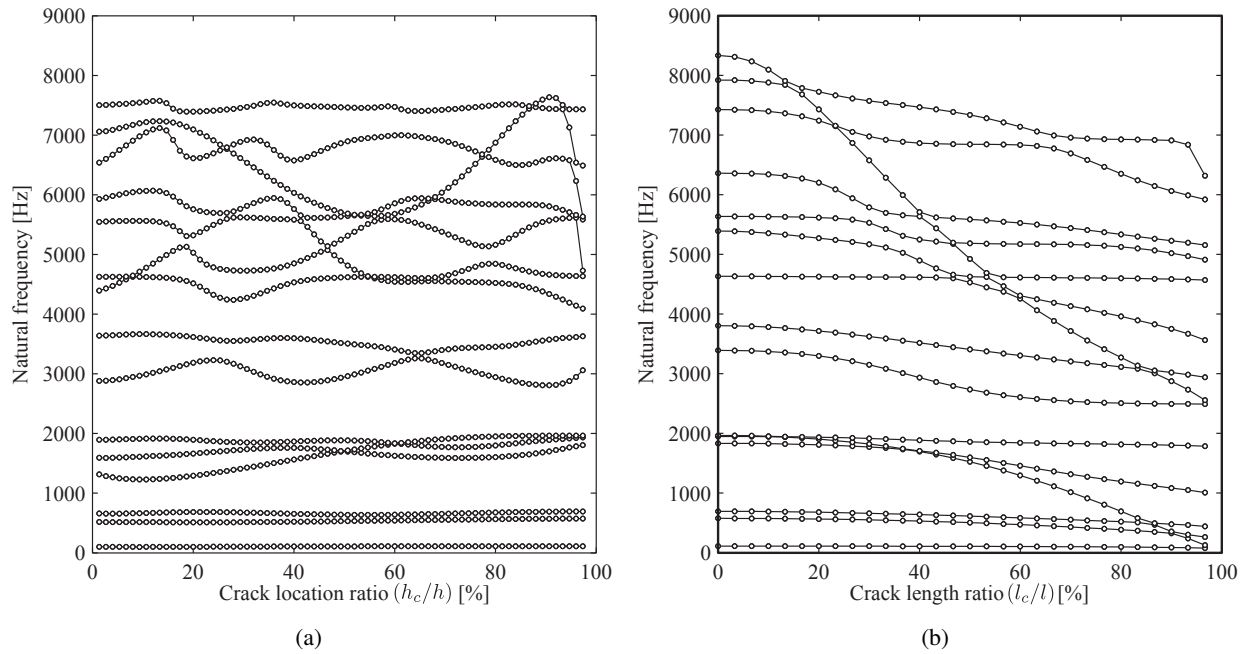 9000
8000
7000
6000
5000
4000
3000
2000
1000
0
Natural frequency [Hz]
0 20 40 60 80 100
Crack location ratio (h_c/h) [%]
(a)
9000
8000
7000
6000
5000
4000
3000
2000
1000
0
Natural frequency [Hz]
0 20 40 60 80 100
Crack length ratio (l_c/l) [%]
(b)